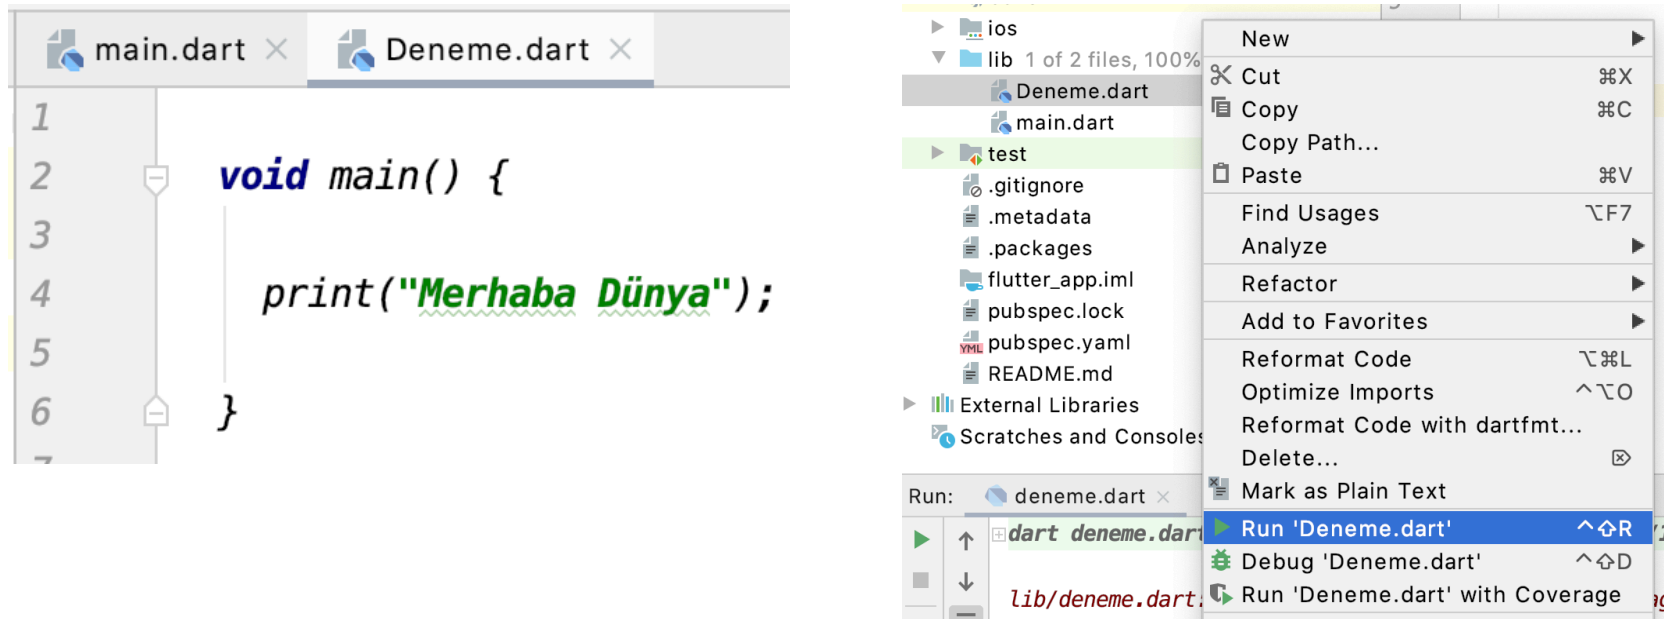 main.dart
Deneme.dart
1
2 void main() {
3
4 print("Merhaba Dünya");
5
6 }
ios
lib 1 of 2 files, 100%
Deneme.dart
main.dart
test
.gitignore
.metadata
.packages
flutter_app.iml
pubspec.lock
pubspec.yaml
README.md
External Libraries
Scratches and Consoles
Run: deneme.dart
dart deneme.dart
lib/deneme.dart:
New
Cut ⌘X
Copy ⌘C
Copy Path...
Paste ⌘V
Find Usages ⌥F7
Analyze
Refactor
Add to Favorites
Reformat Code ⌥⌘L
Optimize Imports ^⌥O
Reformat Code with dartfmt...
Delete... ⌦
Mark as Plain Text
Run 'Deneme.dart' ^⇧R
Debug 'Deneme.dart' ^⇧D
Run 'Deneme.dart' with Coverage